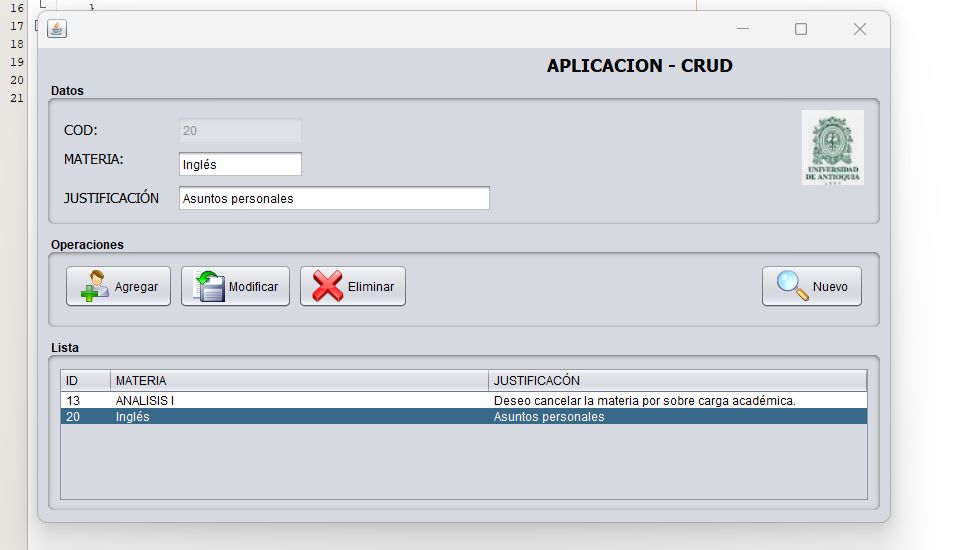 16 }
17
18
19
20
21
APLICACION - CRUD
Datos
COD: 20
MATERIA: Inglés
JUSTIFICACIÓN Asuntos personales
UNIVERSIDAD
DE ANTIOQUIA
Operaciones
Agregar Modificar Eliminar Nuevo
Lista
ID MATERIA JUSTIFICACÓN
13 ANALISIS I Deseo cancelar la materia por sobre carga académica.
20 Inglés Asuntos personales